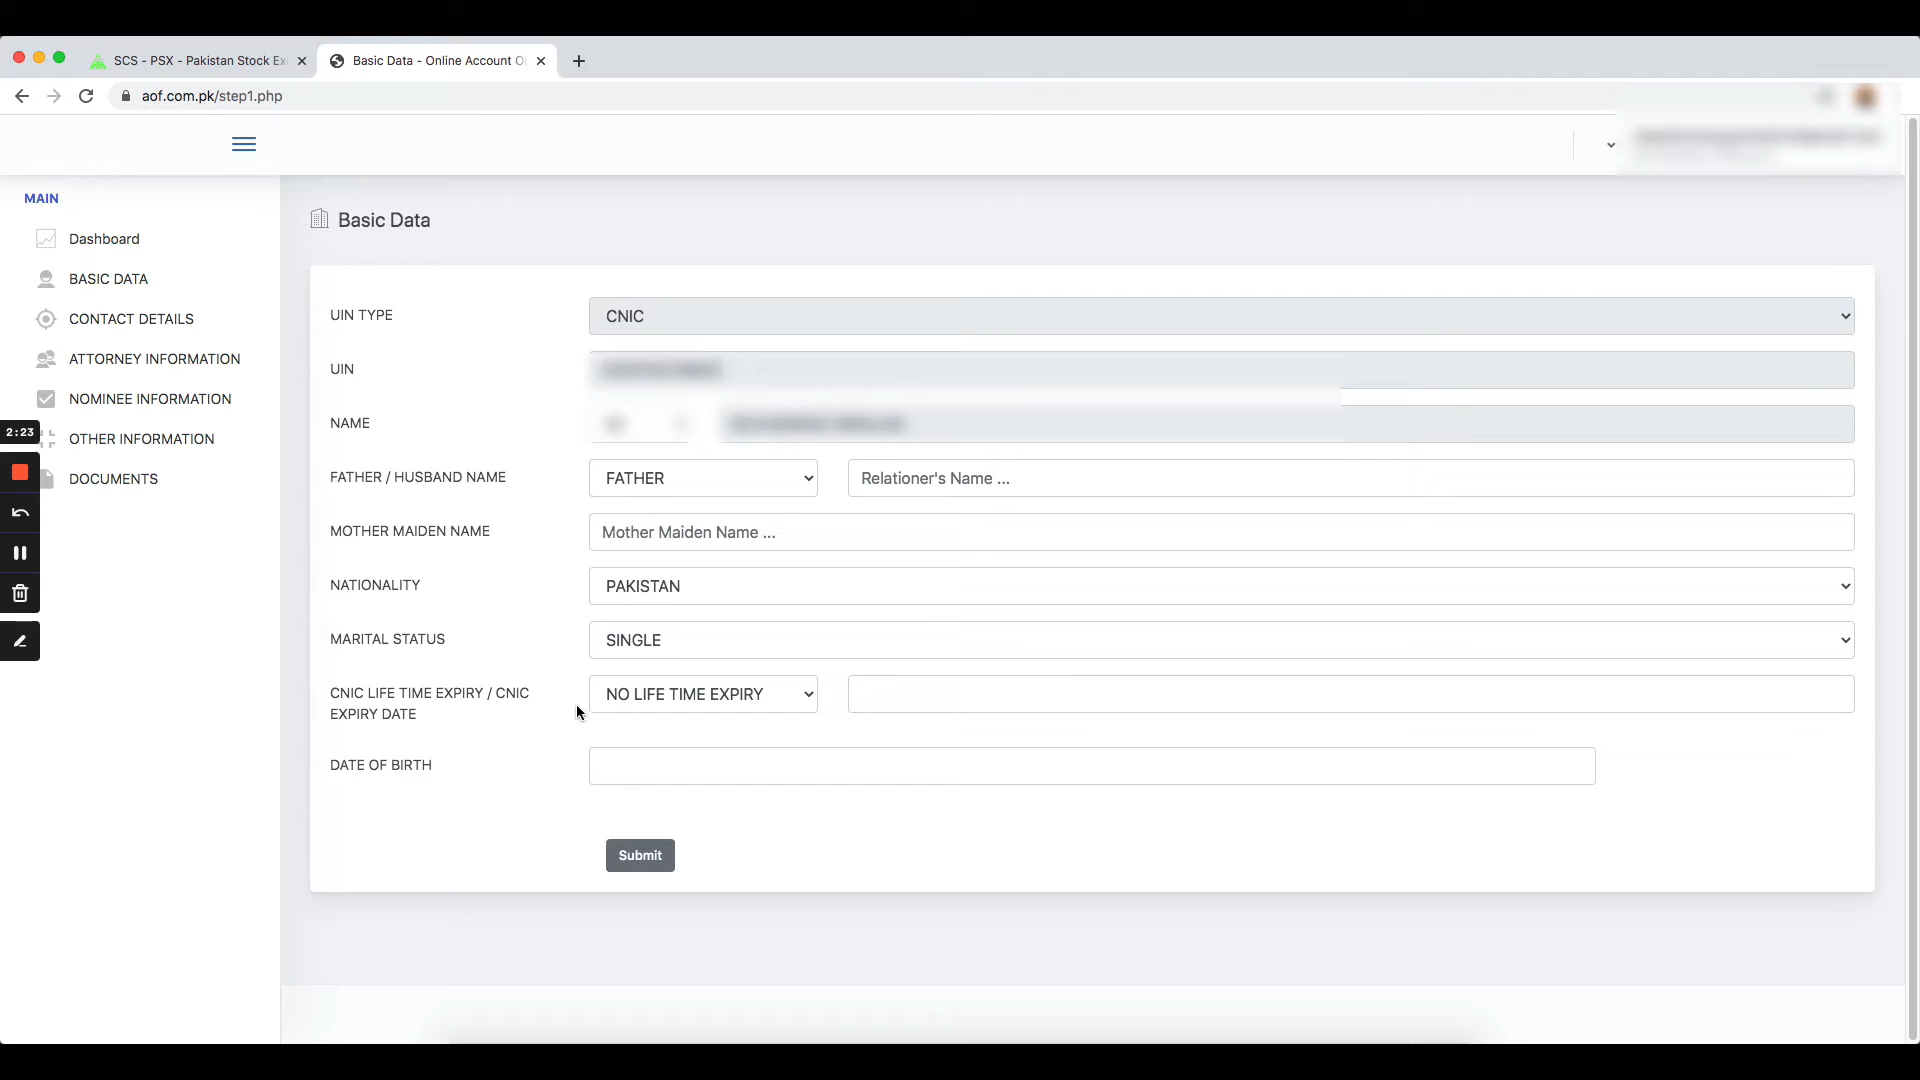 SCS - PSX - Pakistan Stock Ex
Basic Data - Online Account O
aof.com.pk/step1.php
MAIN
Dashboard
BASIC DATA
CONTACT DETAILS
ATTORNEY INFORMATION
NOMINEE INFORMATION
OTHER INFORMATION
DOCUMENTS
2:23
Basic Data
UIN TYPE
CNIC
UIN
NAME
FATHER / HUSBAND NAME
FATHER
Relationer's Name ...
MOTHER MAIDEN NAME
Mother Maiden Name ...
NATIONALITY
PAKISTAN
MARITAL STATUS
SINGLE
CNIC LIFE TIME EXPIRY / CNIC
EXPIRY DATE
NO LIFE TIME EXPIRY
DATE OF BIRTH
Submit